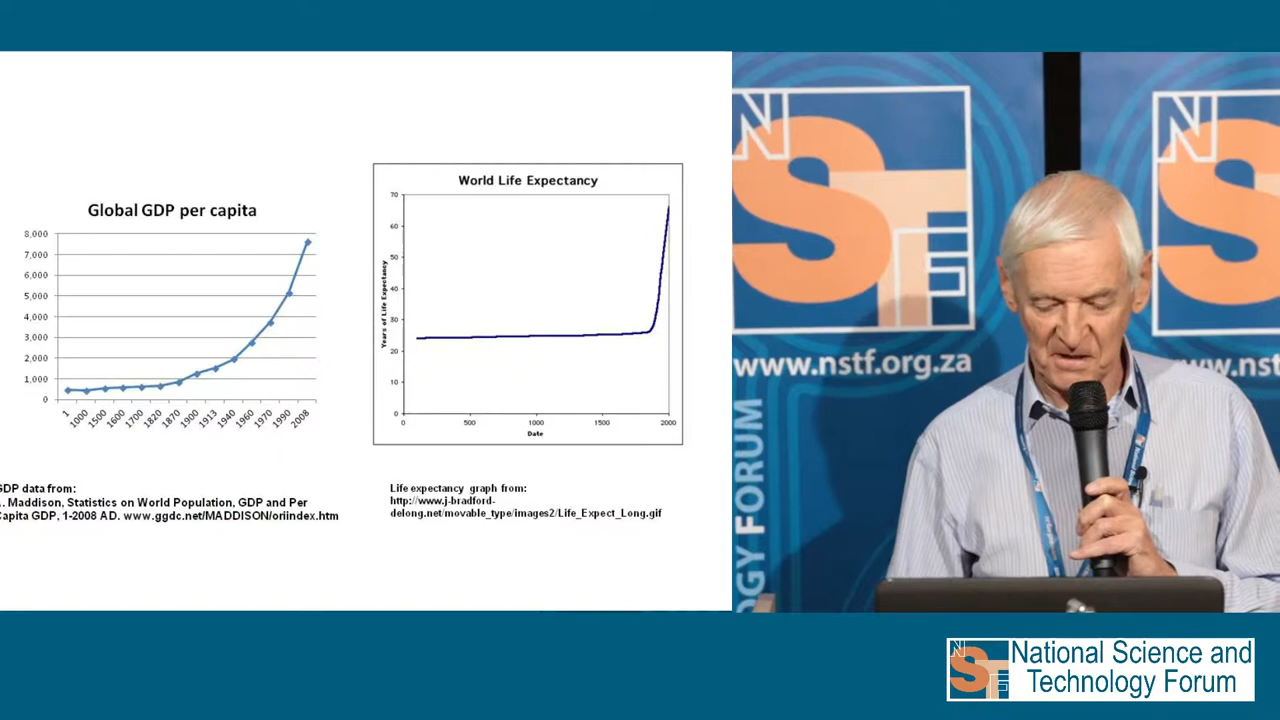 Global GDP per capita
8,000
7,000
6,000
5,000
4,000
3,000
2,000
1,000
0
1 1000 1500 1600 1700 1820 1870 1900 1913 1940 1960 1970 1990 2008
GDP data from:
. Maddison, Statistics on World Population, GDP and Per
Capita GDP, 1-2008 AD. www.ggdc.net/MADDISON/oriindex.htm
World Life Expectancy
Years of Life Expectancy
70
60
50
40
30
20
10
0
0 500 1000 1500 2000
Date
Life expectancy graph from:
http://www.j-bradford-
delong.net/movable_type/images2/Life_Expect_Long.gif
NSTF
NSTF
www.nstf.org.za
www.ns
OGY FORUM
NSTF
National Science and
Technology Forum